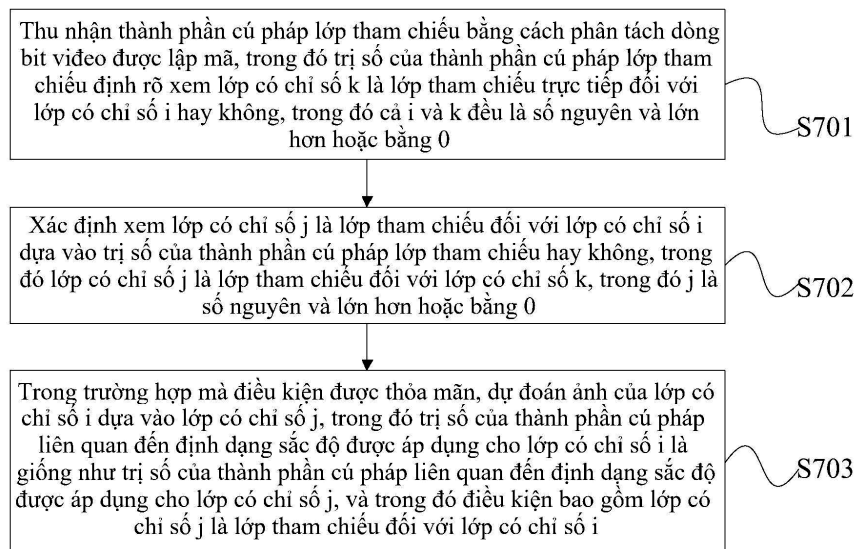 Thu nhận thành phần cú pháp lớp tham chiếu bằng cách phân tách dòng
bit viđeo được lập mã, trong đó trị số của thành phần cú pháp lớp tham
chiếu định rõ xem lớp có chỉ số k là lớp tham chiếu trực tiếp đối với
lớp có chỉ số i hay không, trong đó cả i và k đều là số nguyên và lớn
hơn hoặc bằng 0
S701
Xác định xem lớp có chỉ số j là lớp tham chiếu đối với lớp có chỉ số i
dựa vào trị số của thành phần cú pháp lớp tham chiếu hay không, trong
đó lớp có chỉ số j là lớp tham chiếu đối với lớp có chỉ số k, trong đó j là
số nguyên và lớn hơn hoặc bằng 0
S702
Trong trường hợp mà điều kiện được thỏa mãn, dự đoán ảnh của lớp có
chỉ số i dựa vào lớp có chỉ số j, trong đó trị số của thành phần cú pháp
liên quan đến định dạng sắc độ được áp dụng cho lớp có chỉ số i là
giống như trị số của thành phần cú pháp liên quan đến định dạng sắc độ
được áp dụng cho lớp có chỉ số j, và trong đó điều kiện bao gồm lớp có
chỉ số j là lớp tham chiếu đối với lớp có chỉ số i
S703